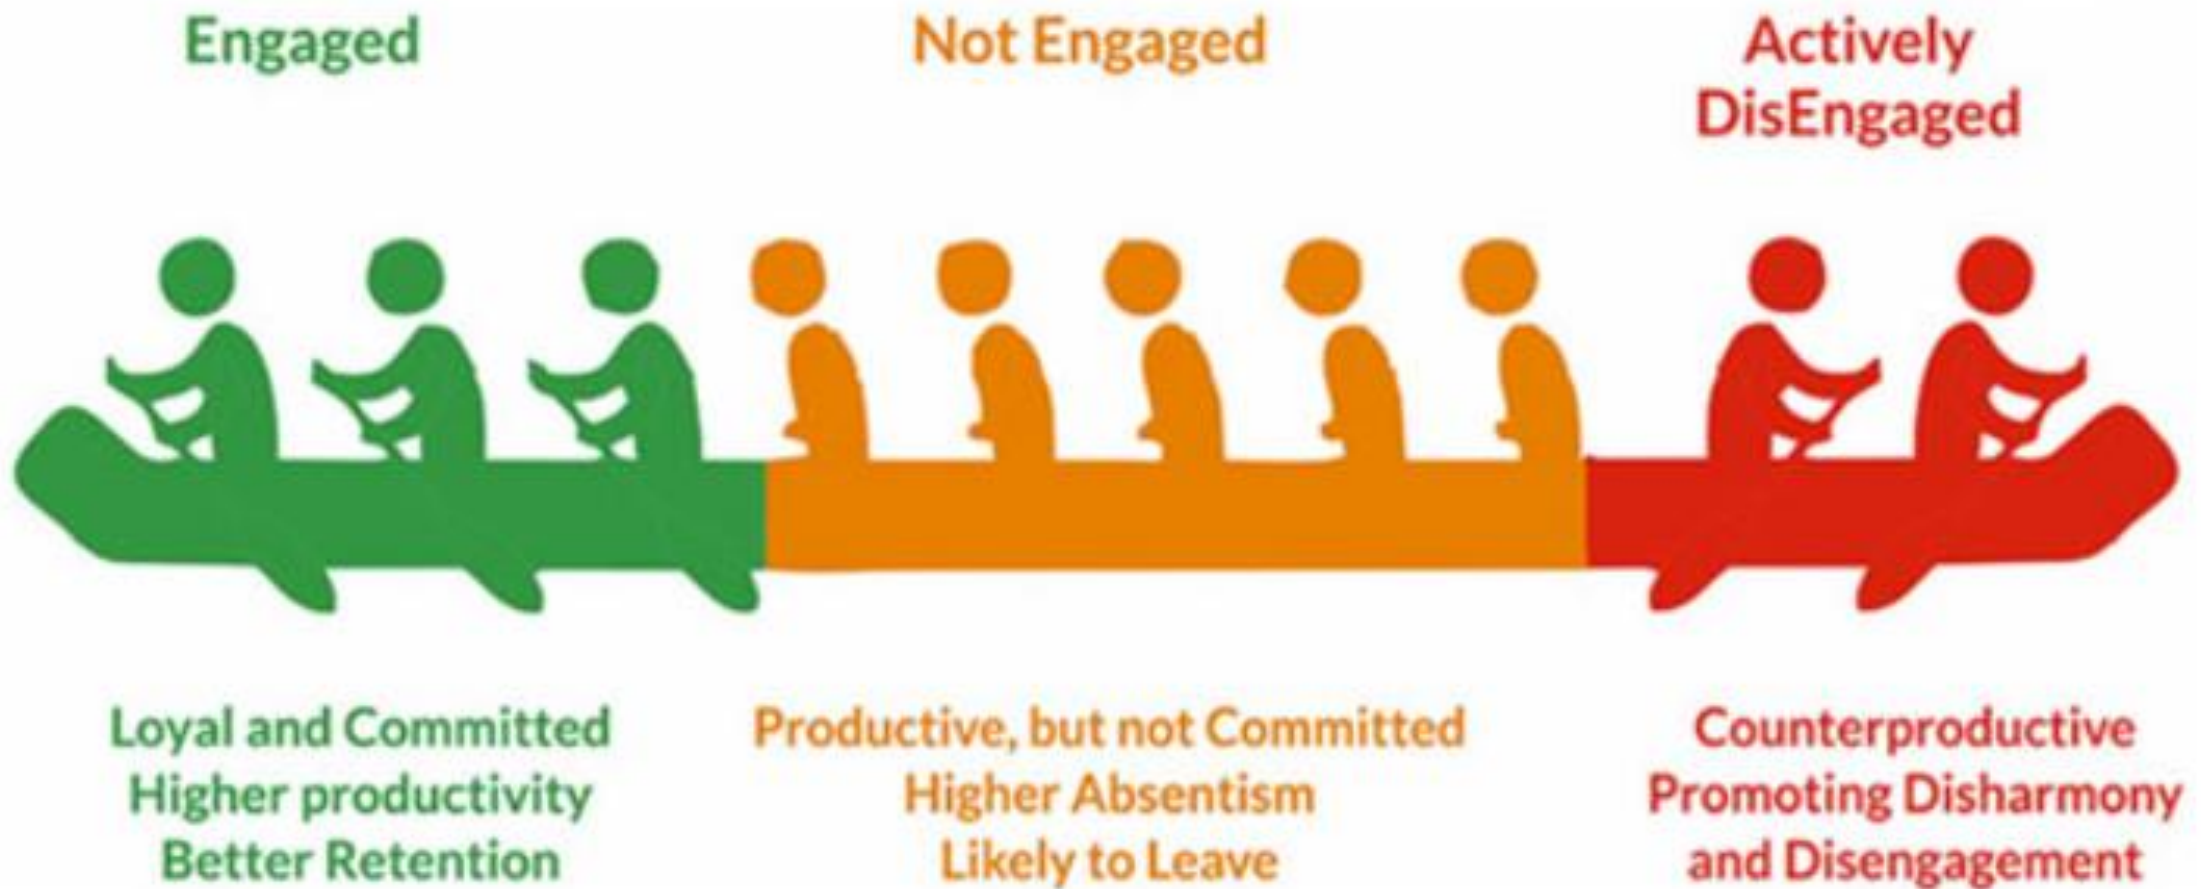 Engaged
Not Engaged
Actively
DisEngaged
Loyal and Committed
Higher productivity
Better Retention
Productive, but not Committed
Higher Absentism
Likely to Leave
Counterproductive
Promoting Disharmony
and Disengagement